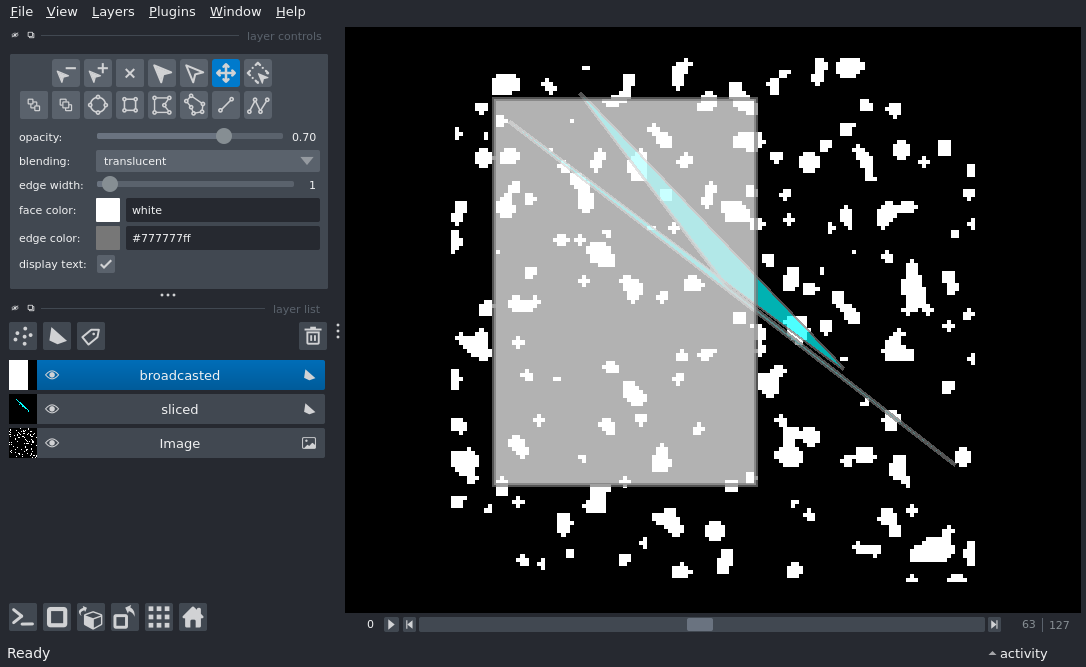 File View Layers Plugins Window Help
layer controls
opacity: 0.70
blending: translucent
edge width: 1
face color: white
edge color: #777777ff
display text:
layer list
broadcasted
sliced
Image
0 63 127
Ready activity